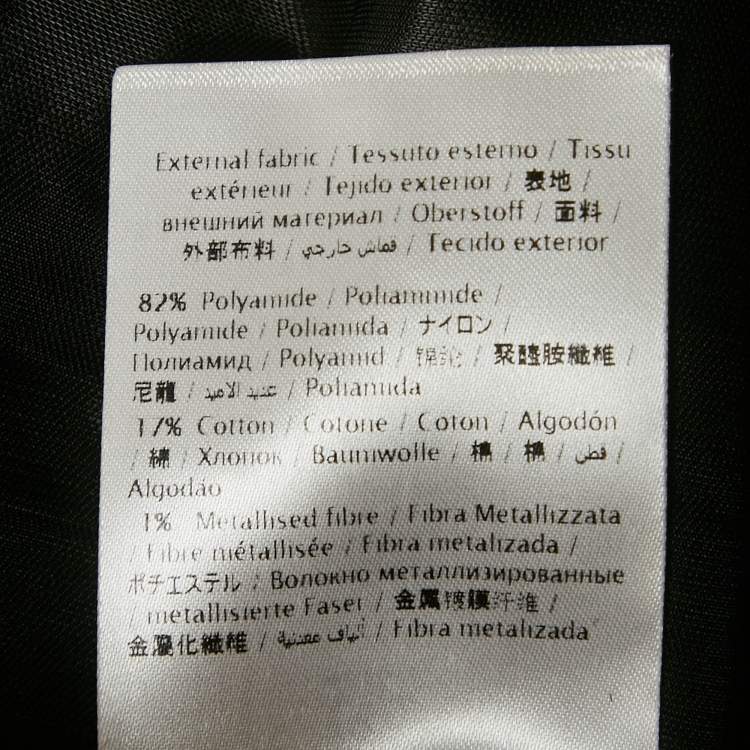 External fabric / Tessuto esterno / Tissu
extérieur / Tejido exterior / 表地 /
внешний материал / Oberstoff / 面料 /
外部布料 / قماش خارجي / Tecido exterior
82% Polyamide / Poliammide /
Polyamide / Poliamida / ナイロン /
Полиамид / Polyamid / 锦纶 / 聚醯胺纖維 /
尼龍 / عديد الاميد / Poliamida
17% Cotton / Cotone / Coton / Algodón
/ 綿 / Хлопок / Baumwolle / 棉 / 棉 / قطن /
Algodão
1% Metallised fibre / Fibra Metallizzata
/ Fibre métallisée / Fibra metalizada /
ポチエステル / Волокно металлизированные
/ metallisierte Faser / 金属镀膜纤维 /
金屬化纖維 / ألياف معدنية / Fibra metalizada